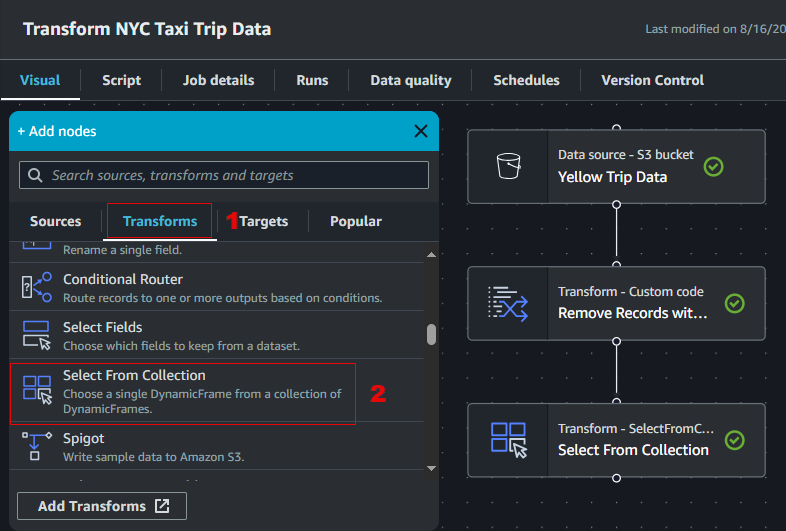 Transform NYC Taxi Trip Data
Last modified on 8/16/20
Visual
Script
Job details
Runs
Data quality
Schedules
Version Control
+ Add nodes
Search sources, transforms and targets
Sources
Transforms
1
Targets
Popular
Rename a single field.
Conditional Router
Route records to one or more outputs based on conditions.
Select Fields
Choose which fields to keep from a dataset.
Select From Collection
Choose a single DynamicFrame from a collection of
DynamicFrames.
2
Spigot
Write sample data to Amazon S3.
Add Transforms
Data source - S3 bucket
Yellow Trip Data
Transform - Custom code
Remove Records wit...
Transform - SelectFromC...
Select From Collection